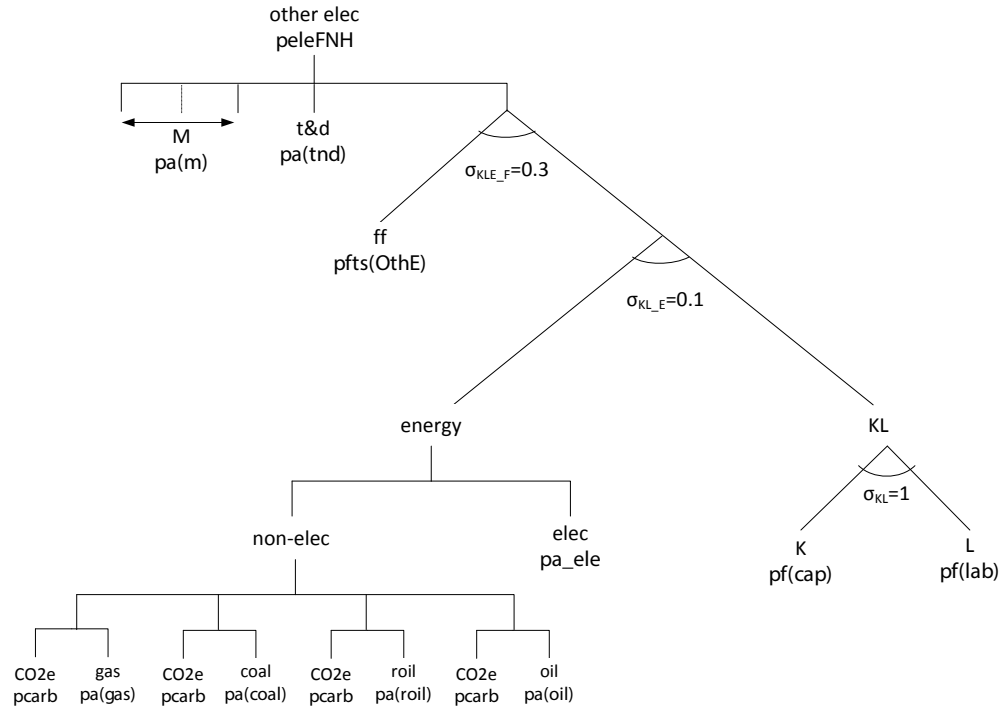 other elec
peleFNH
M
pa(m)
t&d
pa(tnd)
σKLE_F=0.3
ff
pfts(OthE)
σKL_E=0.1
energy
KL
σKL=1
non-elec
elec
pa_ele
K
pf(cap)
L
pf(lab)
CO2e
pcarb
gas
pa(gas)
CO2e
pcarb
coal
pa(coal)
CO2e
pcarb
roil
pa(roil)
CO2e
pcarb
oil
pa(oil)